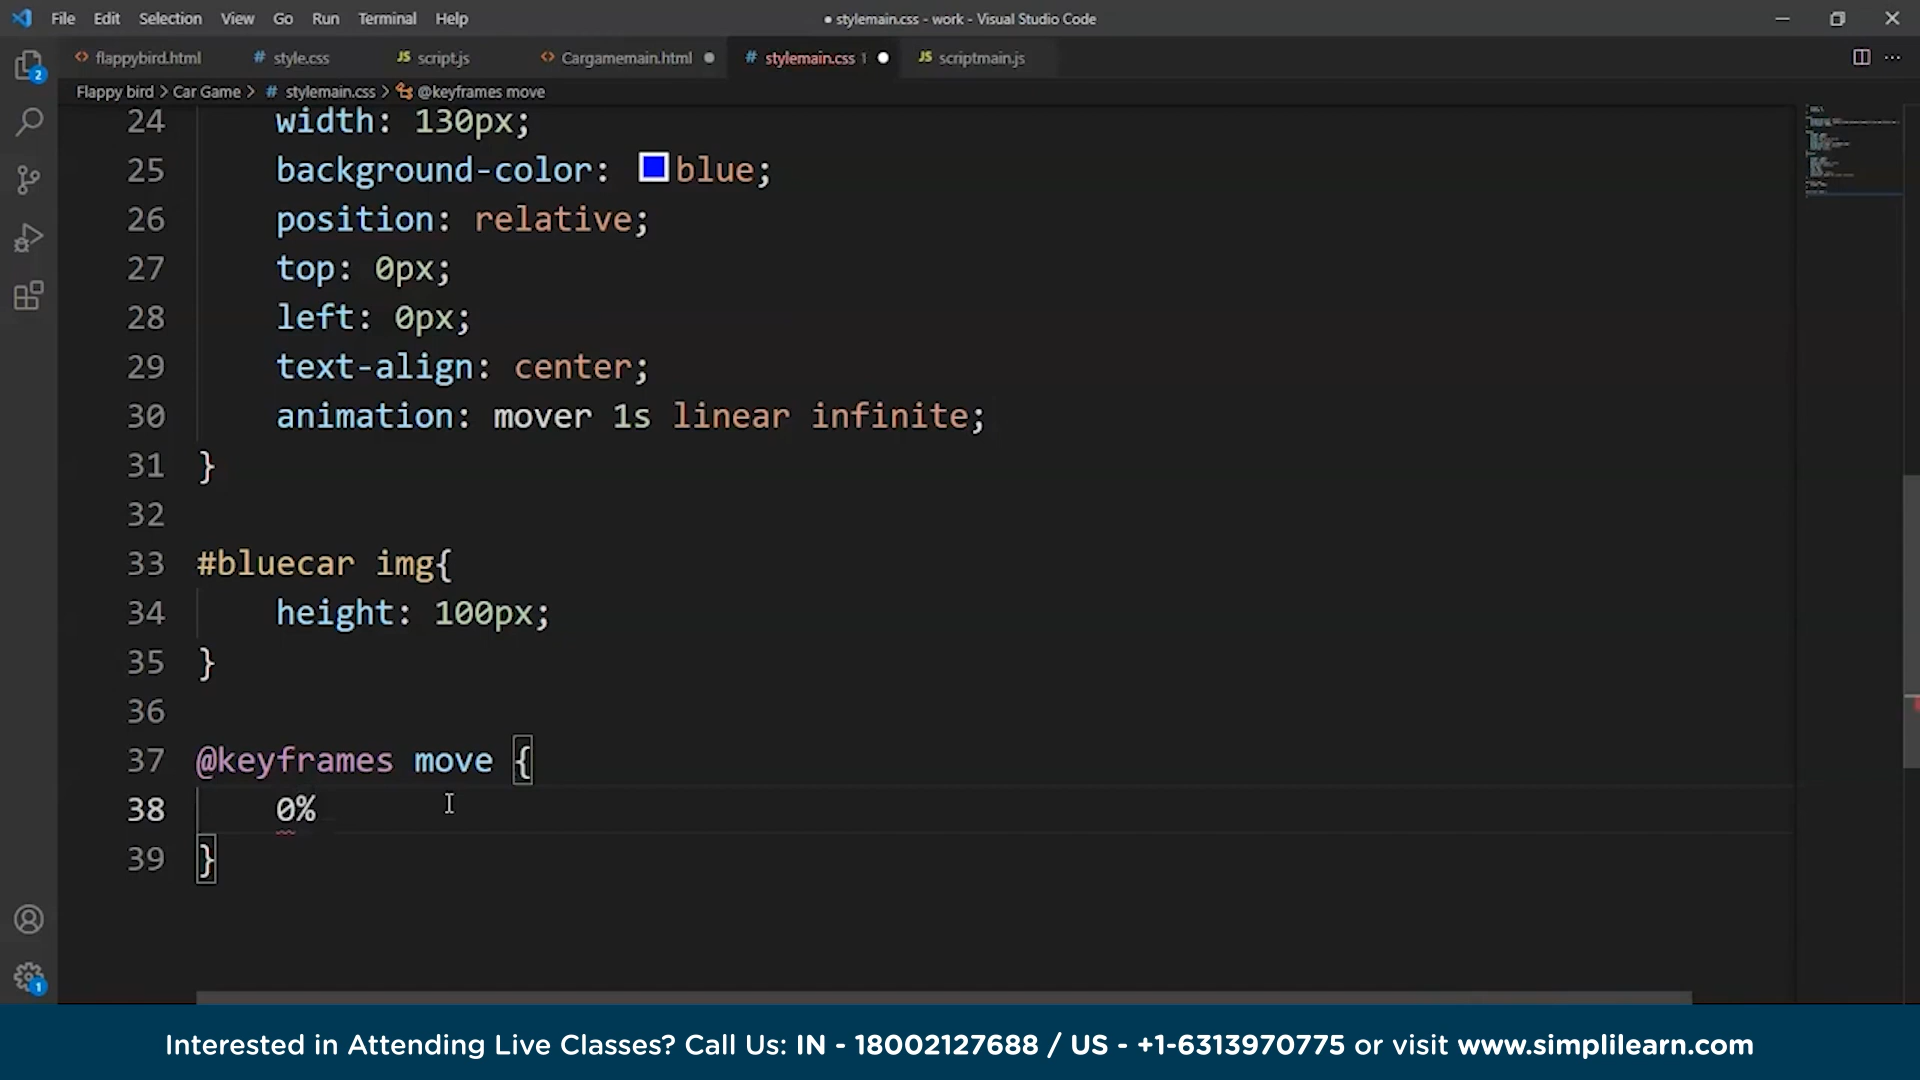 File Edit Selection View Go Run Terminal Help
● stylemain.css - work - Visual Studio Code
<> flappybird.html # style.css JS script.js <> Cargamemain.html ● # stylemain.css 1 ● JS scriptmain.js
Flappy bird > Car Game > # stylemain.css > @keyframes move
24 width: 130px;
25 background-color: blue;
26 position: relative;
27 top: 0px;
28 left: 0px;
29 text-align: center;
30 animation: mover 1s linear infinite;
31 }
32
33 #bluecar img{
34 height: 100px;
35 }
36
37 @keyframes move {
38 0%
39 }
2
1
Interested in Attending Live Classes? Call Us: IN - 18002127688 / US - +1-6313970775 or visit www.simplilearn.com